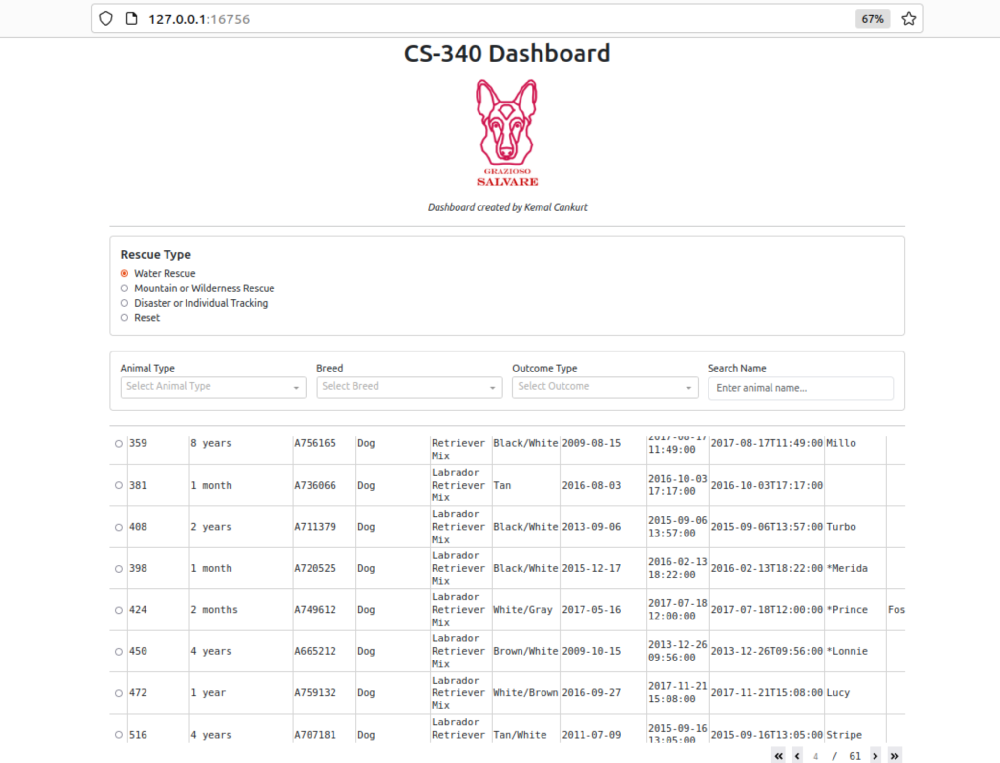 127.0.0.1:16756 67%
CS-340 Dashboard
GRAZIOSO
SALVARE
Dashboard created by Kemal Cankurt
Rescue Type
Water Rescue
Mountain or Wilderness Rescue
Disaster or Individual Tracking
Reset
Animal Type Breed Outcome Type Search Name
Select Animal Type Select Breed Select Outcome Enter animal name...
2017-08-17
359 8 years A756165 Dog Retriever Black/White 2009-08-15 11:49:00 2017-08-17T11:49:00 Millo
Mix
Labrador
381 1 month A736066 Dog Retriever Tan 2016-08-03 2016-10-03 2016-10-03T17:17:00
Mix 17:17:00
Labrador
408 2 years A711379 Dog Retriever Black/White 2013-09-06 2015-09-06 2015-09-06T13:57:00 Turbo
Mix 13:57:00
Labrador
398 1 month A720525 Dog Retriever Black/White 2015-12-17 2016-02-13 2016-02-13T18:22:00 *Merida
Mix 18:22:00
Labrador
424 2 months A749612 Dog Retriever White/Gray 2017-05-16 2017-07-18 2017-07-18T12:00:00 *Prince Fos
Mix 12:00:00
Labrador
450 4 years A665212 Dog Retriever Brown/White 2009-10-15 2013-12-26 2013-12-26T09:56:00 *Lonnie
Mix 09:56:00
Labrador
472 1 year A759132 Dog Retriever White/Brown 2016-09-27 2017-11-21 2017-11-21T15:08:00 Lucy
Mix 15:08:00
Labrador
516 4 years A707181 Dog Retriever Tan/White 2011-07-09 2015-09-16 2015-09-16T13:05:00 Stripe
13:05:00
« ‹ 4 / 61 › »